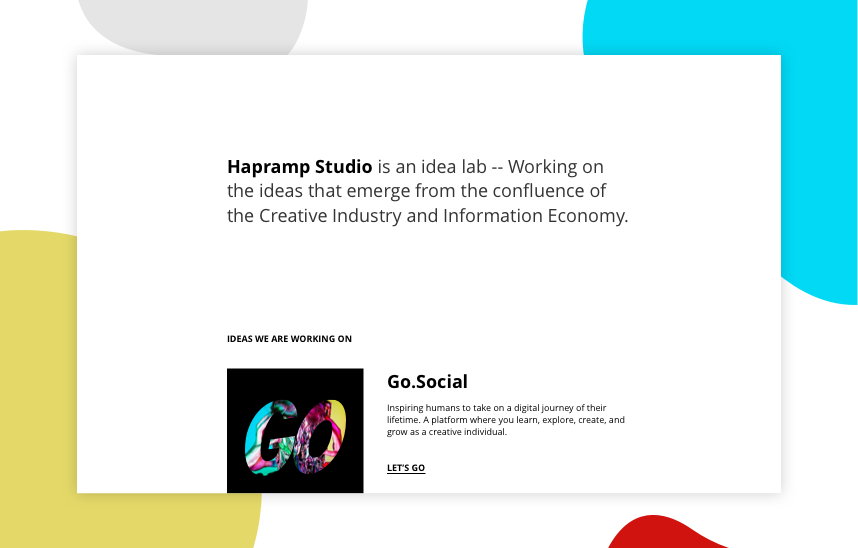 Hapramp Studio is an idea lab -- Working on
the ideas that emerge from the confluence of
the Creative Industry and Information Economy.
IDEAS WE ARE WORKING ON
GO
Go.Social
Inspiring humans to take on a digital journey of their
lifetime. A platform where you learn, explore, create, and
grow as a creative individual.
LET'S GO